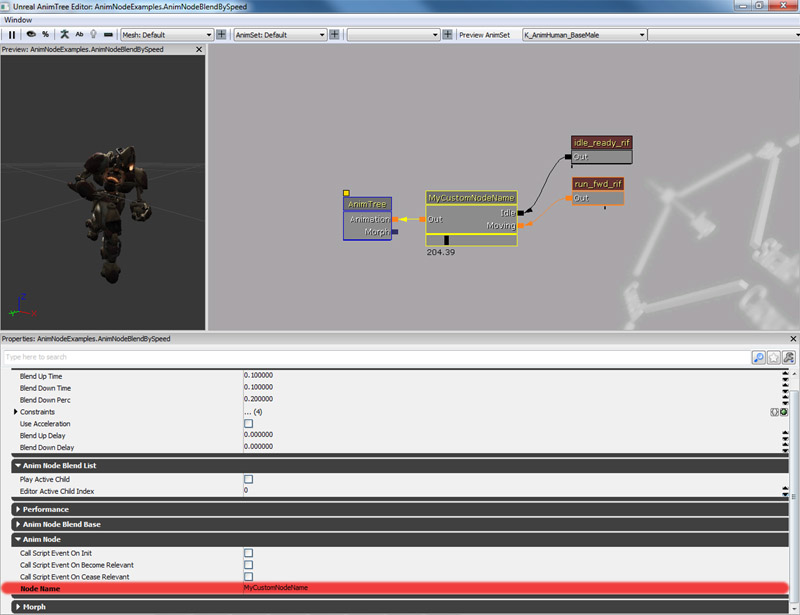 Unreal AnimTree Editor: AnimNodeExamples.AnimNodeBlendBySpeed
Window
Ab
Mesh: Default
AnimSet: Default
Preview AnimSet
K_AnimHuman_BaseMale
Preview: AnimNodeExamples.AnimNodeBlendBySpeed
idle_ready_rif
Out
run_fwd_rif
Out
MyCustomNodeName
Out
Idle
Moving
204.39
AnimTree
Animation
Morph
Z
Y
X
Properties: AnimNodeExamples.AnimNodeBlendBySpeed
Type here to search
Blend Up Time 0.100000
Blend Down Time 0.100000
Blend Down Perc 0.200000
Constraints ... (4)
Use Acceleration
Blend Up Delay 0.000000
Blend Down Delay 0.000000
Anim Node Blend List
Play Active Child
Editor Active Child Index 0
Performance
Anim Node Blend Base
Anim Node
Call Script Event On Init
Call Script Event On Become Relevant
Call Script Event On Cease Relevant
Node Name MyCustomNodeName
Morph